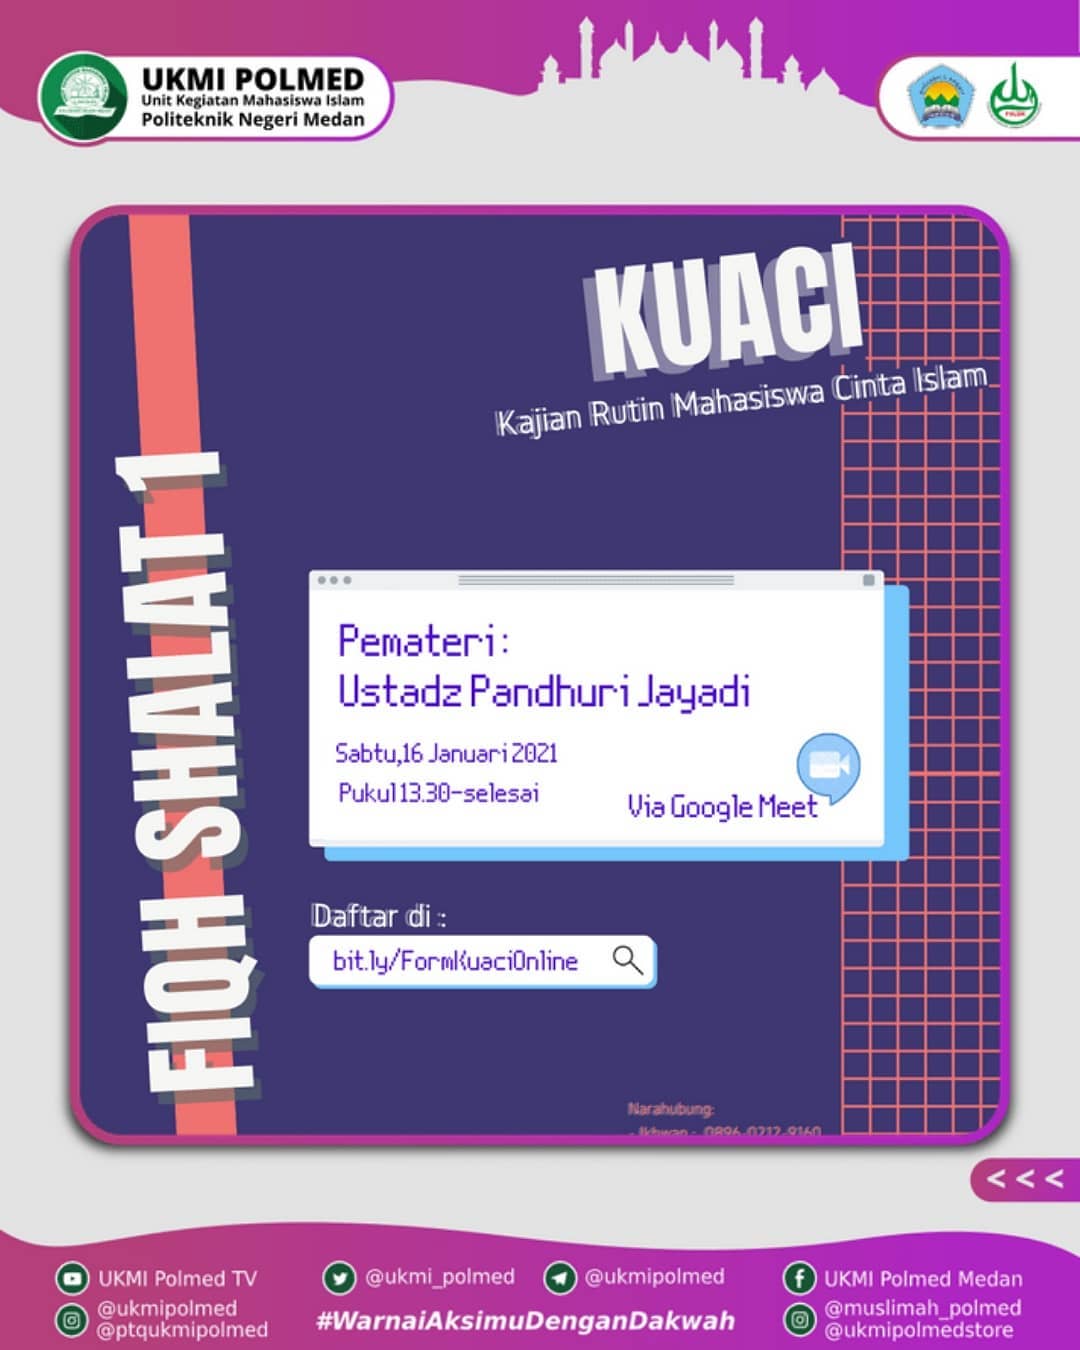 UKMI POLMED
Unit Kegiatan Mahasiswa Islam
Politeknik Negeri Medan
KUACI
Kajian Rutin Mahasiswa Cinta Islam
FIQH SHALAT 1
Pemateri:
Ustadz Pandhuri Jayadi
Sabtu,16 Januari 2021
Pukul 13.30-selesai
Via Google Meet
Daftar di :
bit.ly/FormKuaciOnline
Narahubung:
- Ikhwan : 0896-0212-9160
< < <
UKMI Polmed TV
@ukmipolmed
@ptqukmipolmed
@ukmi_polmed
@ukmipolmed
#WarnaiAksimuDenganDakwah
UKMI Polmed Medan
@muslimah_polmed
@ukmipolmedstore